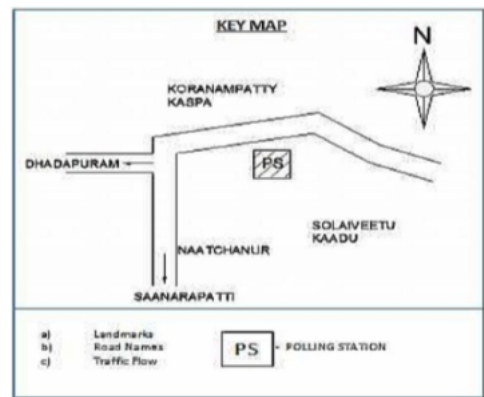 KEY MAP
N
KORANAMPATTY
KASPA
DHADAPURAM
PS
SOLAIVEETU
KAADU
NAATCHANUR
SAANARAPATTI
a) Landmarks
b) Road Names
c) Traffic Flow
PS - POLLING STATION